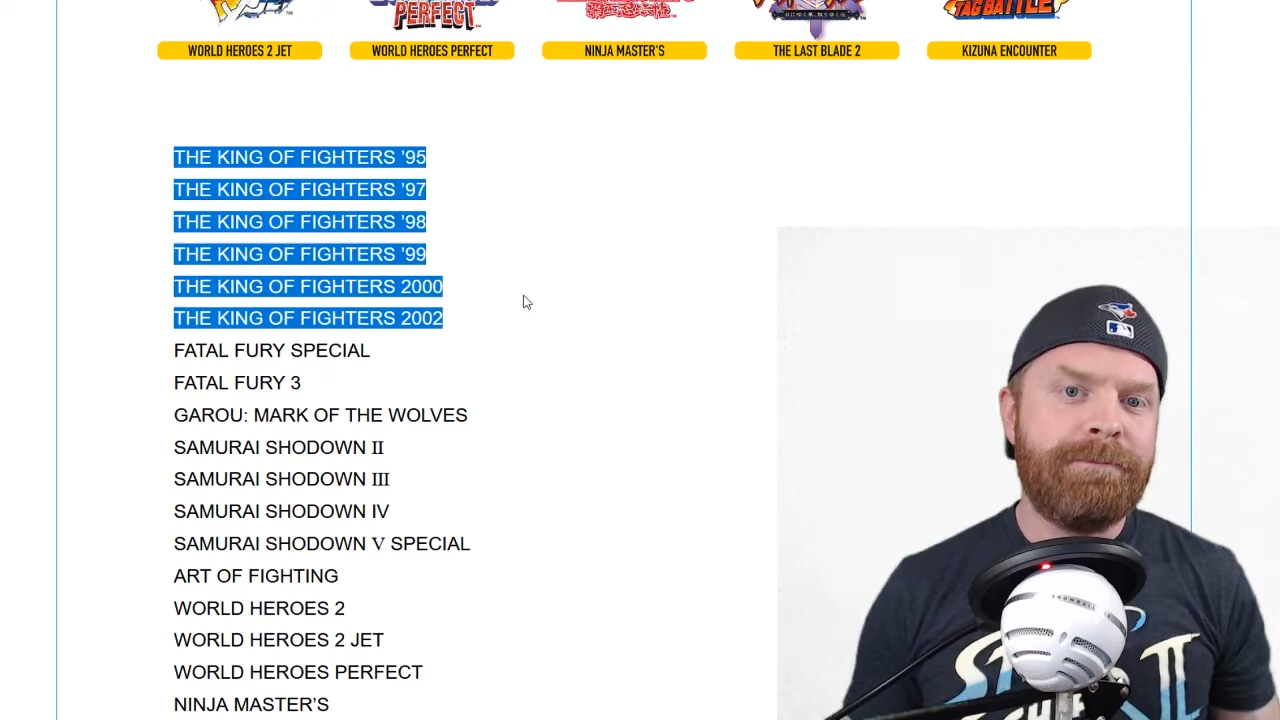 PERFECT
TAG BATTLE
WORLD HEROES 2 JET
WORLD HEROES PERFECT
NINJA MASTER'S
THE LAST BLADE 2
KIZUNA ENCOUNTER
THE KING OF FIGHTERS ’95
THE KING OF FIGHTERS ’97
THE KING OF FIGHTERS ’98
THE KING OF FIGHTERS ’99
THE KING OF FIGHTERS 2000
THE KING OF FIGHTERS 2002
FATAL FURY SPECIAL
FATAL FURY 3
GAROU: MARK OF THE WOLVES
SAMURAI SHODOWN II
SAMURAI SHODOWN III
SAMURAI SHODOWN IV
SAMURAI SHODOWN V SPECIAL
ART OF FIGHTING
WORLD HEROES 2
WORLD HEROES 2 JET
WORLD HEROES PERFECT
NINJA MASTER’S
SNOWBALL